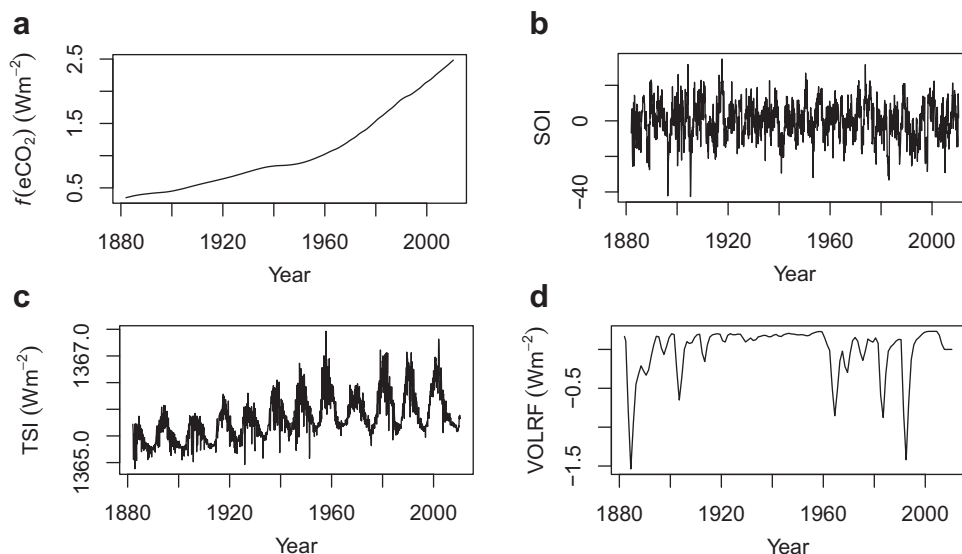 a
2.5
1.5
0.5
f(eCO₂) (Wm⁻²)
1880 1920 1960 2000
Year
b
0
−40
SOI
1880 1920 1960 2000
Year
c
1367.0
1365.0
TSI (Wm⁻²)
1880 1920 1960 2000
Year
d
−0.5
−1.5
VOLRF (Wm⁻²)
1880 1920 1960 2000
Year